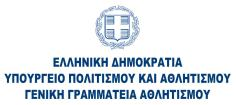 ΕΛΛΗΝΙΚΗ ΔΗΜΟΚΡΑΤΙΑ
ΥΠΟΥΡΓΕΙΟ ΠΟΛΙΤΙΣΜΟΥ ΚΑΙ ΑΘΛΗΤΙΣΜΟΥ
ΓΕΝΙΚΗ ΓΡΑΜΜΑΤΕΙΑ ΑΘΛΗΤΙΣΜΟΥ